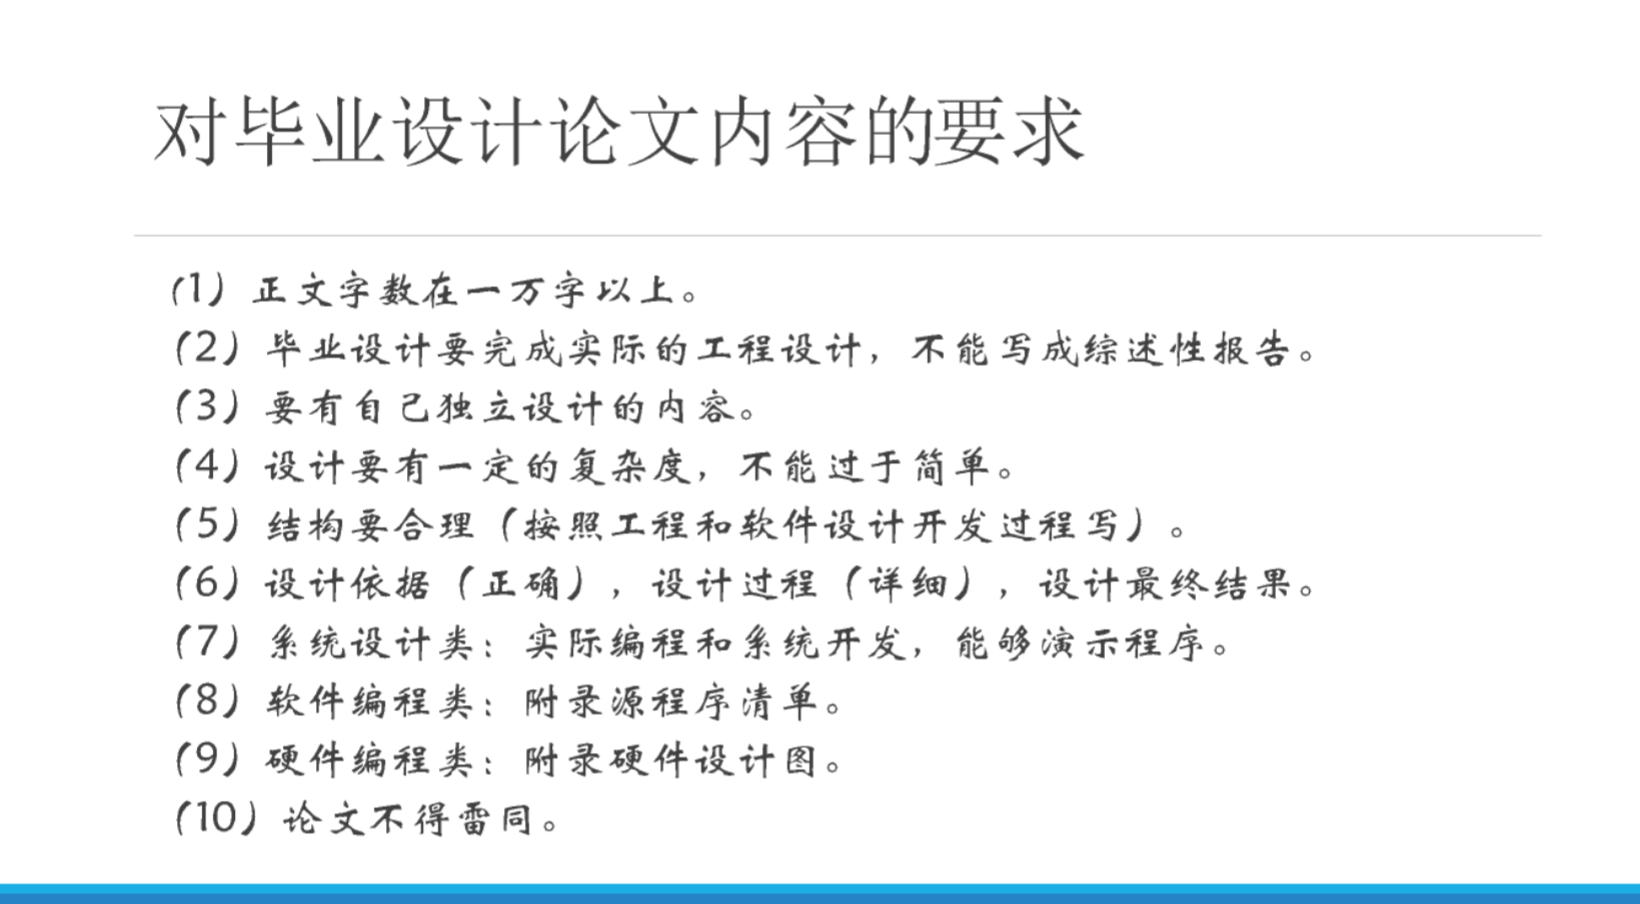 对毕业设计论文内容的要求
(1）正文字数在一万字以上。
（2）毕业设计要完成实际的工程设计，不能写成综述性报告。
（3）要有自己独立设计的内容。
（4）设计要有一定的复杂度，不能过于简单。
（5）结构要合理（按照工程和软件设计开发过程写）。
（6）设计依据（正确），设计过程（详细），设计最终结果。
（7）系统设计类：实际编程和系统开发，能够演示程序。
（8）软件编程类：附录源程序清单。
（9）硬件编程类：附录硬件设计图。
（10）论文不得雷同。